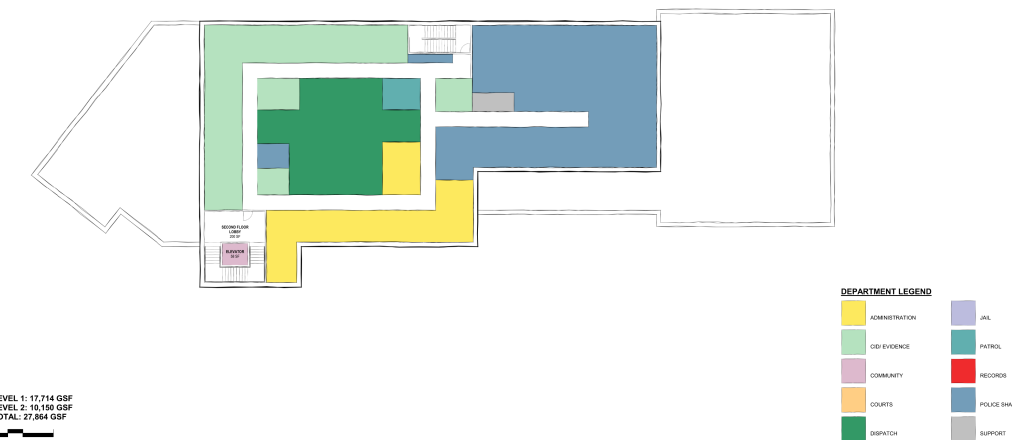 SECOND FLOOR
LOBBY
ELEVATOR
DEPARTMENT LEGEND
ADMINISTRATION
JAIL
CID/ EVIDENCE
PATROL
COMMUNITY
RECORDS
COURTS
POLICE SHA
DISPATCH
SUPPORT
EVEL 1: 17,714 GSF
EVEL 2: 10,150 GSF
OTAL: 27,864 GSF